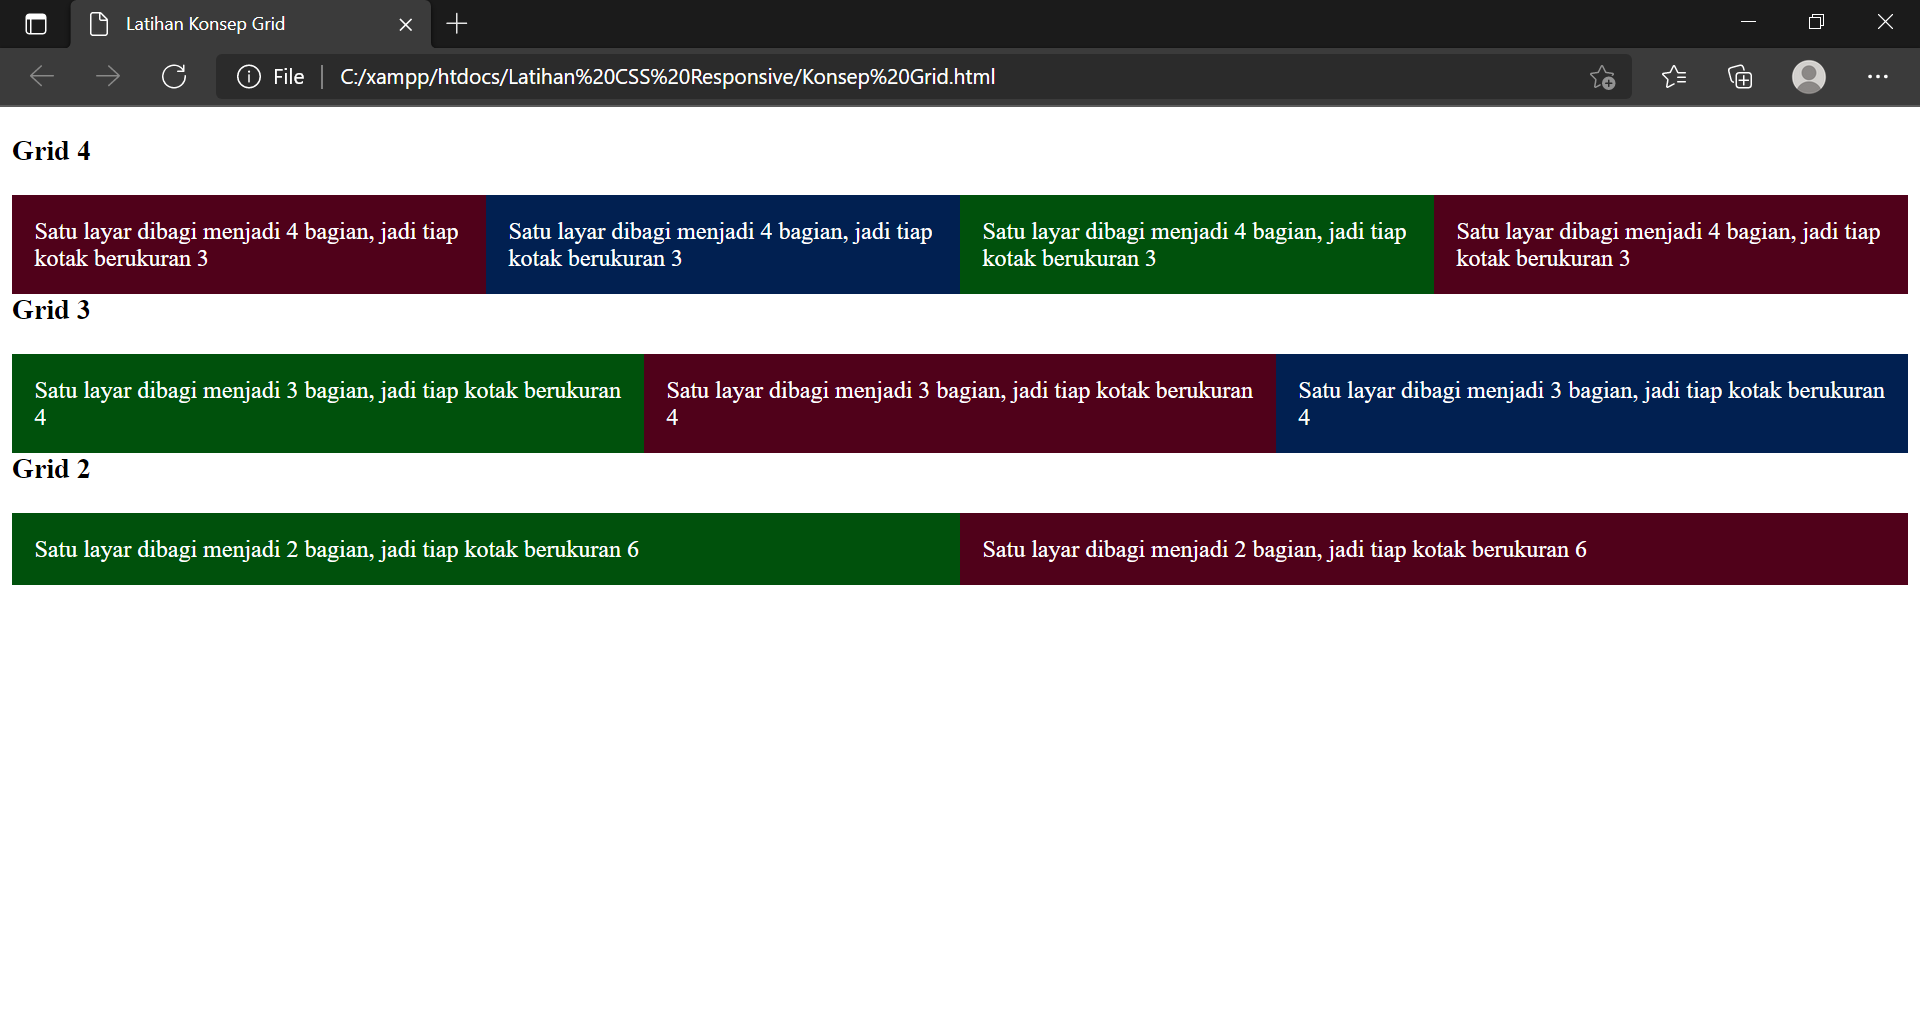 Latihan Konsep Grid
File
C:/xampp/htdocs/Latihan%20CSS%20Responsive/Konsep%20Grid.html
Grid 4
Satu layar dibagi menjadi 4 bagian, jadi tiap
kotak berukuran 3
Satu layar dibagi menjadi 4 bagian, jadi tiap
kotak berukuran 3
Satu layar dibagi menjadi 4 bagian, jadi tiap
kotak berukuran 3
Satu layar dibagi menjadi 4 bagian, jadi tiap
kotak berukuran 3
Grid 3
Satu layar dibagi menjadi 3 bagian, jadi tiap kotak berukuran
4
Satu layar dibagi menjadi 3 bagian, jadi tiap kotak berukuran
4
Satu layar dibagi menjadi 3 bagian, jadi tiap kotak berukuran
4
Grid 2
Satu layar dibagi menjadi 2 bagian, jadi tiap kotak berukuran 6
Satu layar dibagi menjadi 2 bagian, jadi tiap kotak berukuran 6